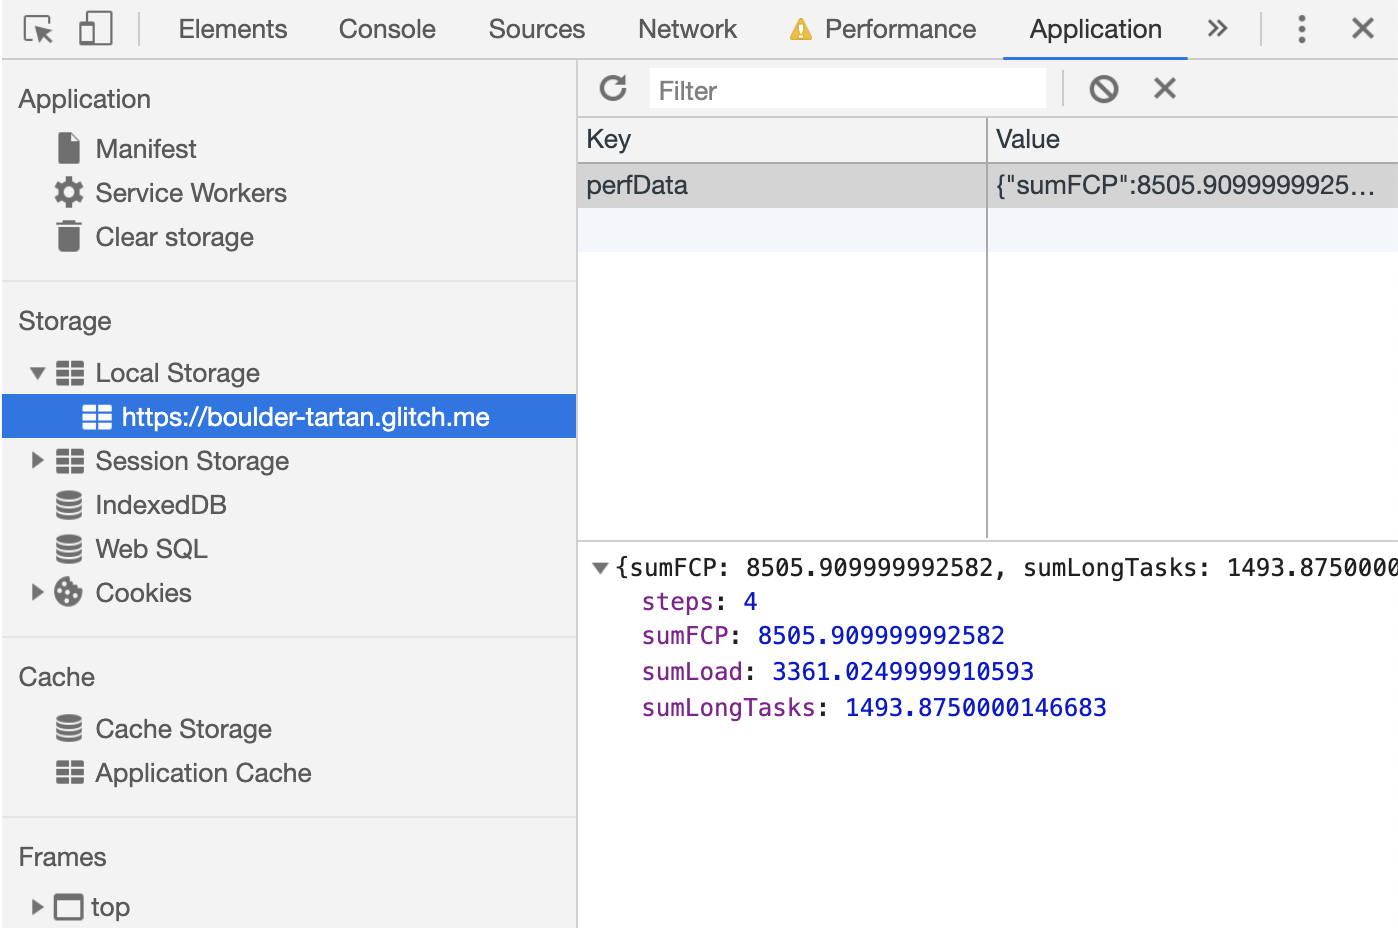 Elements Console Sources Network Performance Application
Application
Manifest
Service Workers
Clear storage
Storage
Local Storage
https://boulder-tartan.glitch.me
Session Storage
IndexedDB
Web SQL
Cookies
Cache
Cache Storage
Application Cache
Frames
top
Filter
Key Value
perfData {"sumFCP":8505.9099999925...
{sumFCP: 8505.909999992582, sumLongTasks: 1493.8750000
steps: 4
sumFCP: 8505.909999992582
sumLoad: 3361.0249999910593
sumLongTasks: 1493.8750000146683